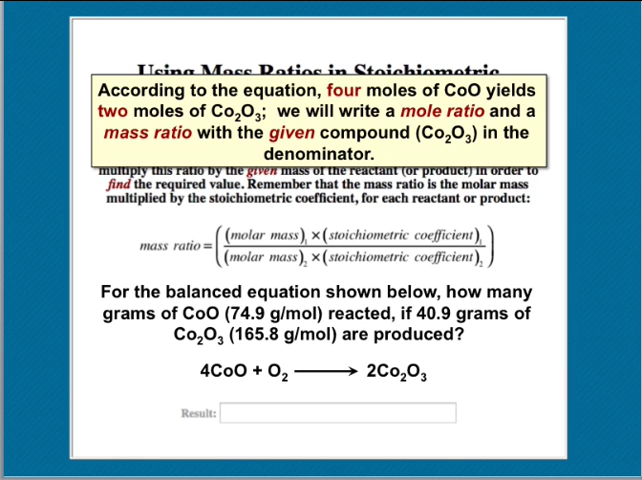 Using Mass Ratios in Stoichiometric
According to the equation, four moles of CoO yields
two moles of Co₂O₃; we will write a mole ratio and a
mass ratio with the given compound (Co₂O₃) in the
denominator.
multiply this ratio by the given mass of the reactant (or product) in order to
find the required value. Remember that the mass ratio is the molar mass
multiplied by the stoichiometric coefficient, for each reactant or product:
mass ratio = ( (molar mass)₁ × (stoichiometric coefficient)₁ / (molar mass)₂ × (stoichiometric coefficient)₂ )
For the balanced equation shown below, how many
grams of CoO (74.9 g/mol) reacted, if 40.9 grams of
Co₂O₃ (165.8 g/mol) are produced?
4CoO + O₂ ⟶ 2Co₂O₃
Result: